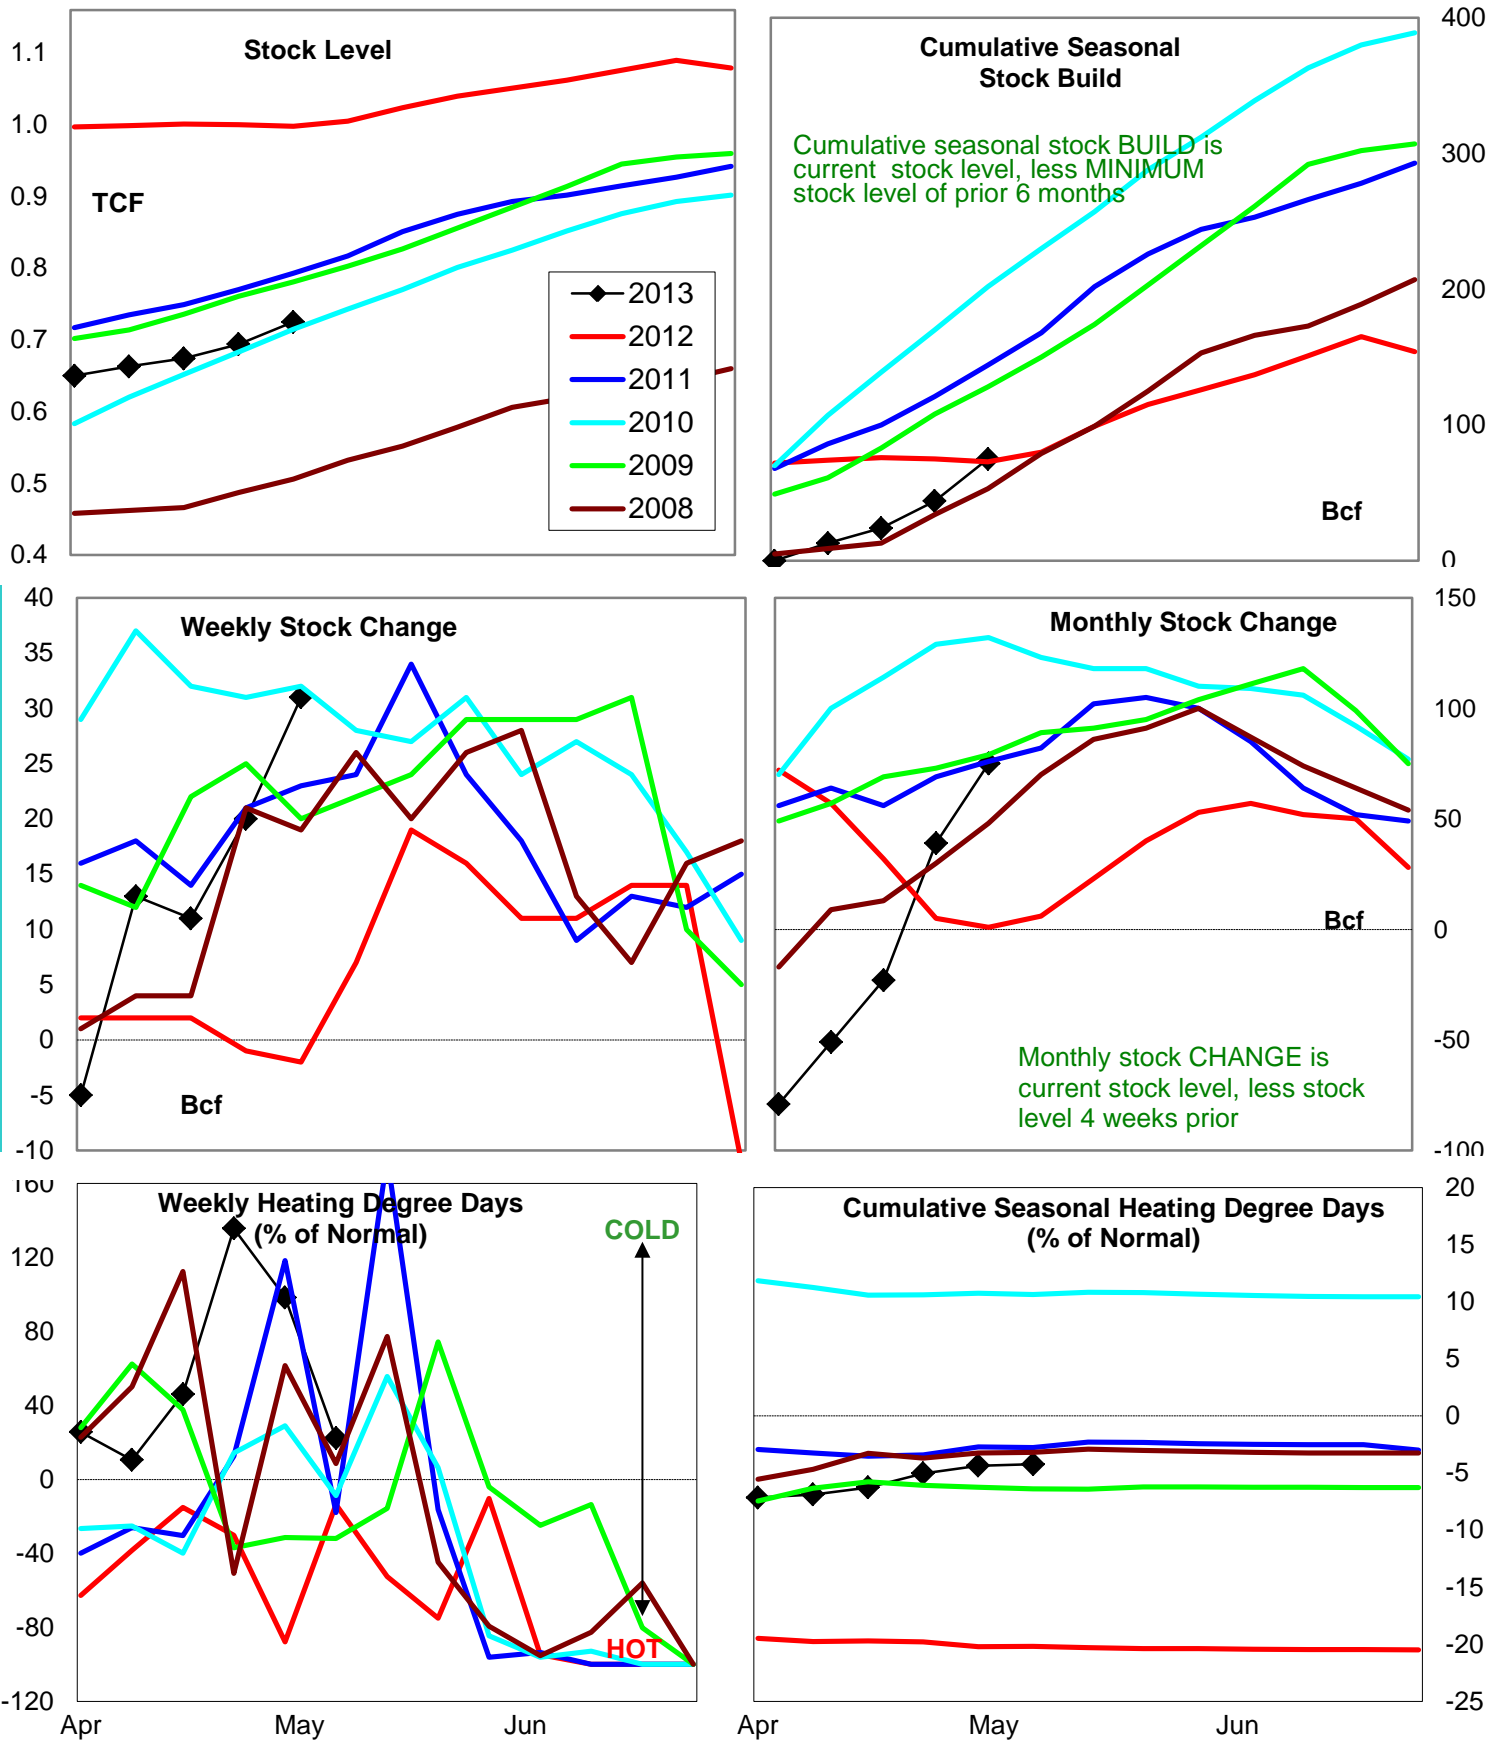 Stock Level
1.1
1.0
0.9
0.8
0.7
0.6
0.5
0.4
TCF
2013
2012
2011
2010
2009
2008
Cumulative Seasonal
Stock Build
Cumulative seasonal stock BUILD is
current stock level, less MINIMUM
stock level of prior 6 months
400
300
200
100
0
Bcf
Weekly Stock Change
40
35
30
25
20
15
10
5
0
-5
-10
Bcf
Monthly Stock Change
150
100
50
0
-50
-100
Bcf
Monthly stock CHANGE is
current stock level, less stock
level 4 weeks prior
Weekly Heating Degree Days
(% of Normal)
160
120
80
40
0
-40
-80
-120
COLD
HOT
Apr
May
Jun
Cumulative Seasonal Heating Degree Days
(% of Normal)
20
15
10
5
0
-5
-10
-15
-20
-25
Apr
May
Jun